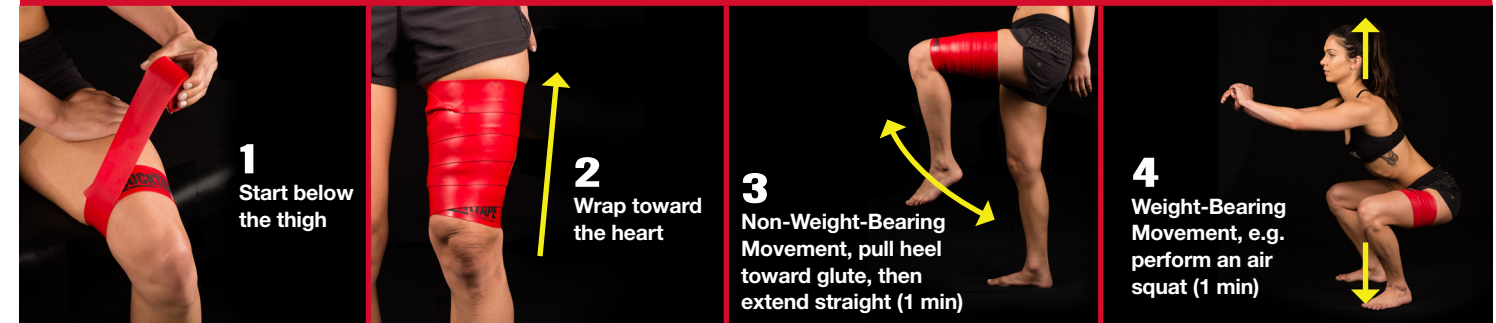 1
Start below
the thigh
2
Wrap toward
the heart
3
Non-Weight-Bearing
Movement, pull heel
toward glute, then
extend straight (1 min)
4
Weight-Bearing
Movement, e.g.
perform an air
squat (1 min)